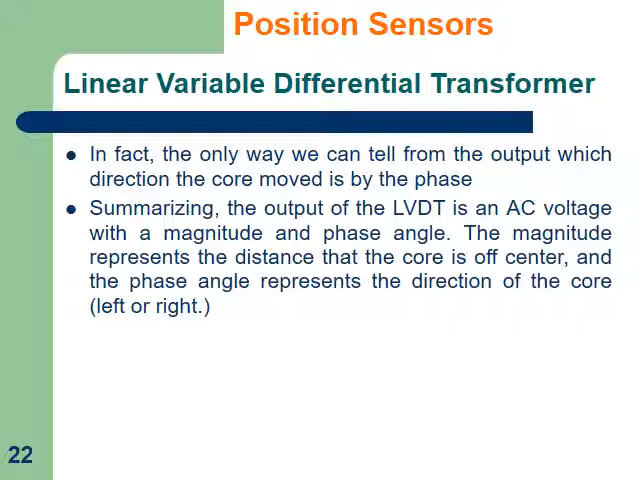 Position Sensors
Linear Variable Differential Transformer
● In fact, the only way we can tell from the output which
direction the core moved is by the phase
● Summarizing, the output of the LVDT is an AC voltage
with a magnitude and phase angle. The magnitude
represents the distance that the core is off center, and
the phase angle represents the direction of the core
(left or right.)
22